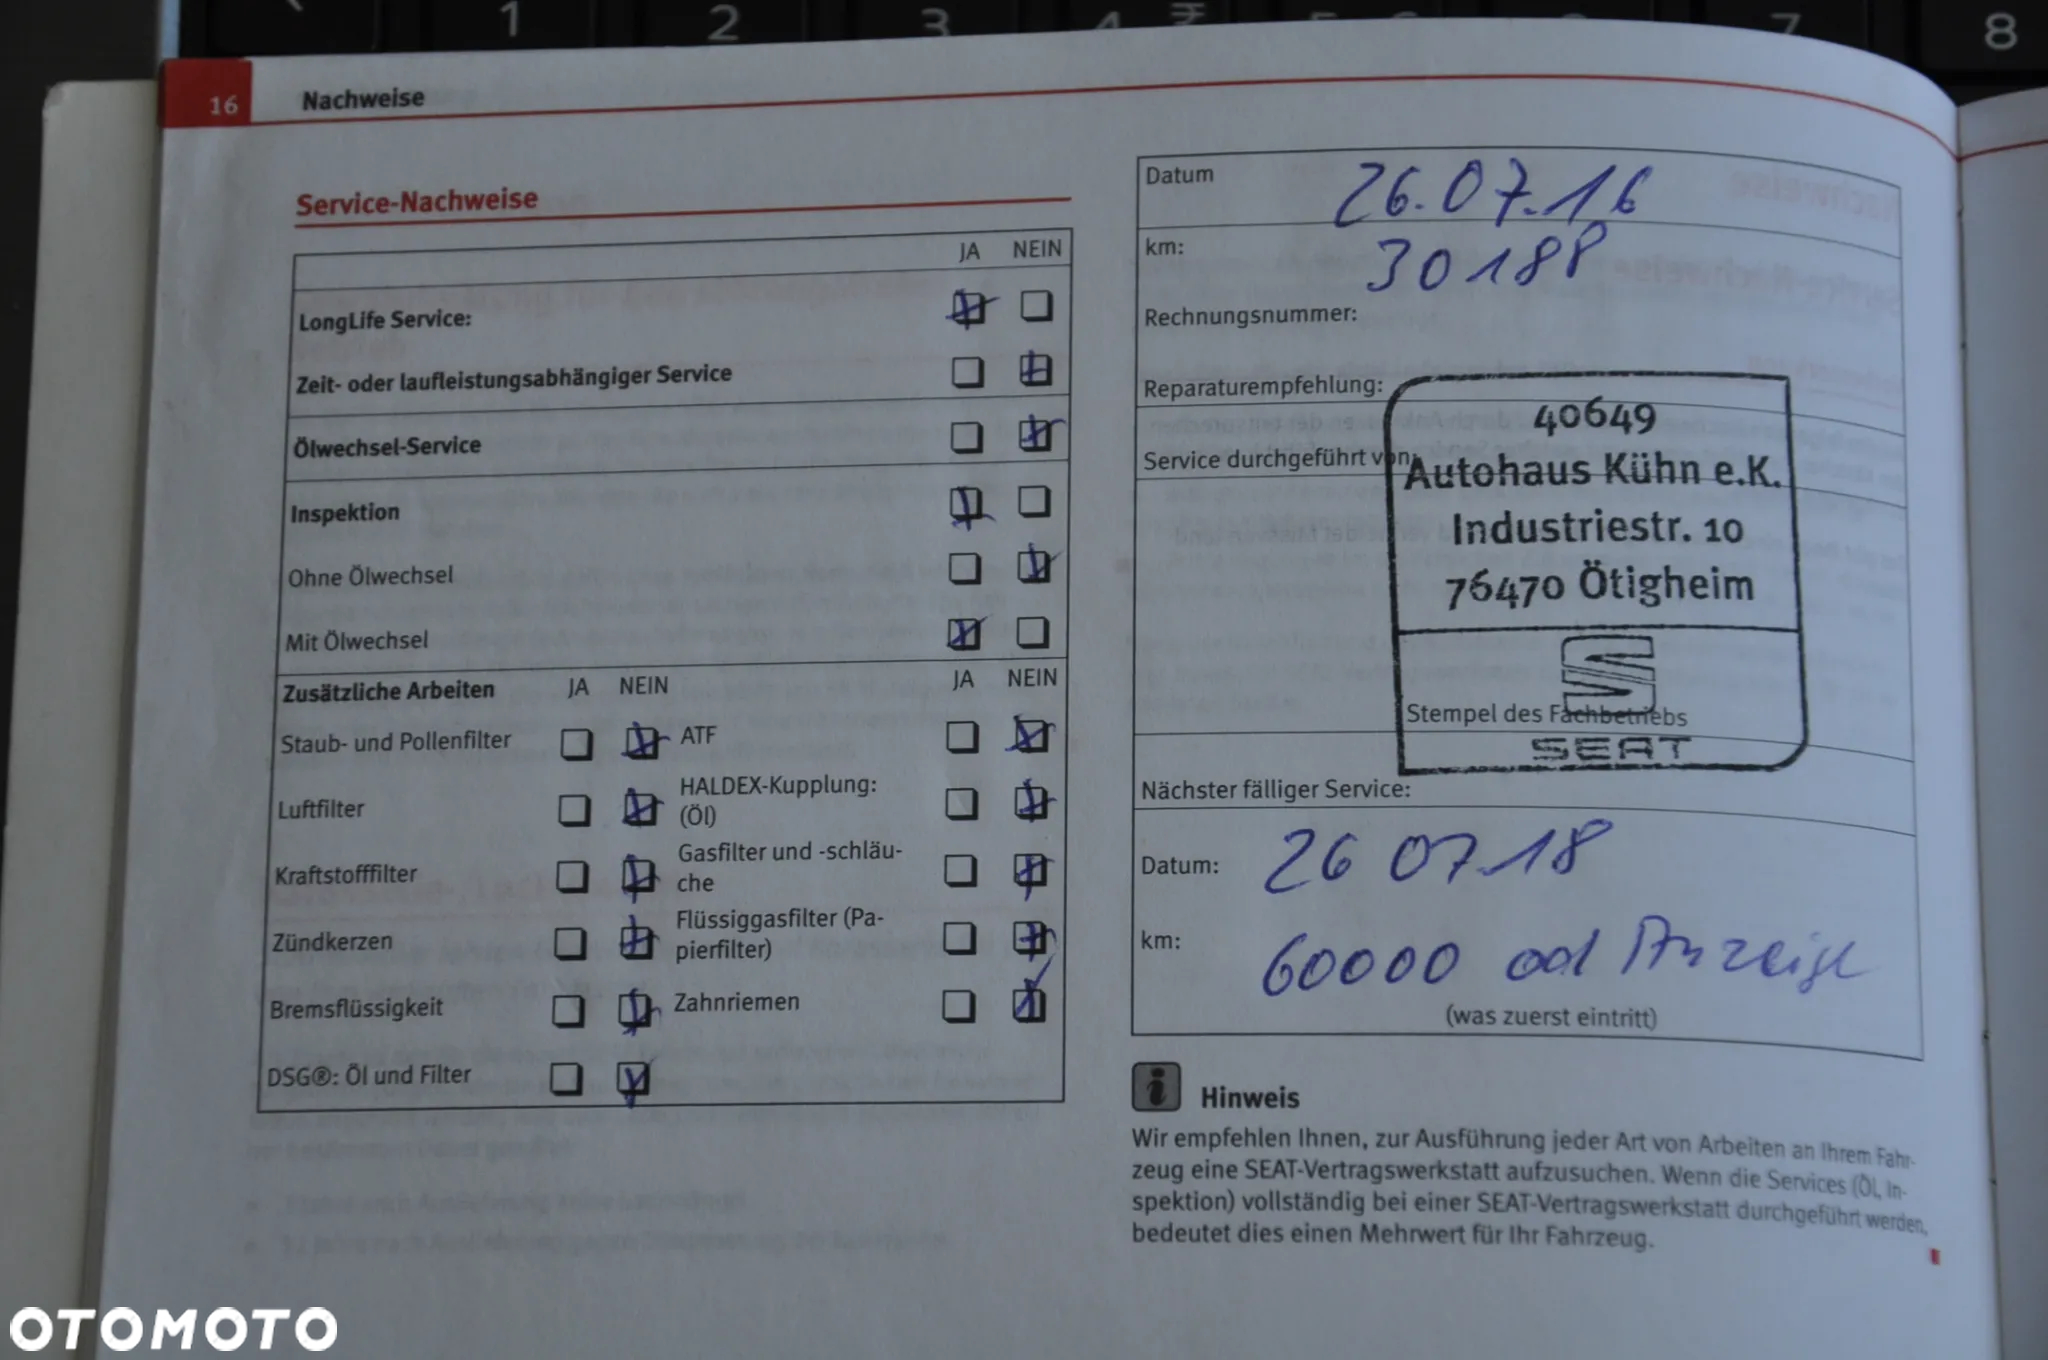 1 2 3 4 5 6 7 8
16 Nachweise
Service-Nachweise
JA NEIN
LongLife Service:
Zeit- oder laufleistungsabhängiger Service
Ölwechsel-Service
Inspektion
Ohne Ölwechsel
Mit Ölwechsel
Zusätzliche Arbeiten JA NEIN JA NEIN
Staub- und Pollenfilter
ATF
Luftfilter
HALDEX-Kupplung:
(Öl)
Kraftstofffilter
Gasfilter und -schläu-
che
Zündkerzen
Flüssiggasfilter (Pa-
pierfilter)
Bremsflüssigkeit
Zahnriemen
DSG®: Öl und Filter
Datum 26.07.16
km: 30188
Rechnungsnummer:
Reparaturempfehlung:
Service durchgeführt von:
40649
Autohaus Kühn e.K.
Industriestr. 10
76470 Ötigheim
Stempel des Fachbetriebs
SEAT
Nächster fälliger Service:
Datum: 26 07.18
km: 60000 od Anzeige
(was zuerst eintritt)
Hinweis
Wir empfehlen Ihnen, zur Ausführung jeder Art von Arbeiten an Ihrem Fahr-
zeug eine SEAT-Vertragswerkstatt aufzusuchen. Wenn die Services (Öl, In-
spektion) vollständig bei einer SEAT-Vertragswerkstatt durchgeführt werden,
bedeutet dies einen Mehrwert für Ihr Fahrzeug.
OTOMOTO